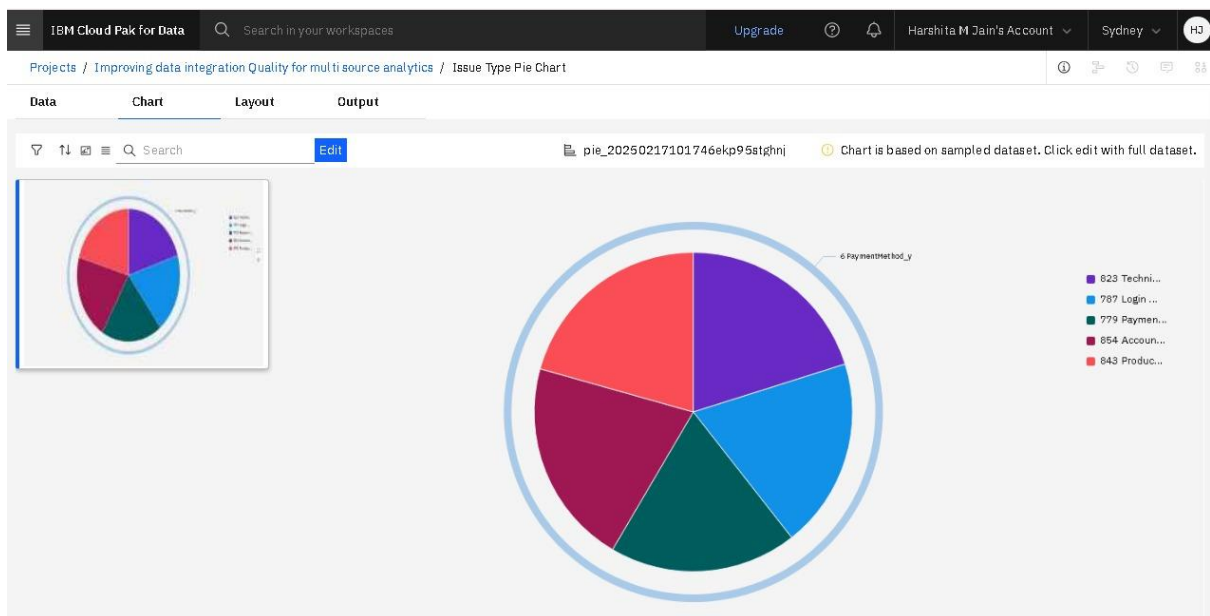 IBM Cloud Pak for Data
Search in your workspaces
Upgrade
Harshita M Jain's Account
Sydney
HJ
Projects / Improving data integration Quality for multi source analytics / Issue Type Pie Chart
Data
Chart
Layout
Output
Search
Edit
pie_20250217101746ekp95stghnj
Chart is based on sampled dataset. Click edit with full dataset.
6 PaymentMethod_y
823 Techni...
787 Login ...
779 Paymen...
854 Accoun...
843 Produc...